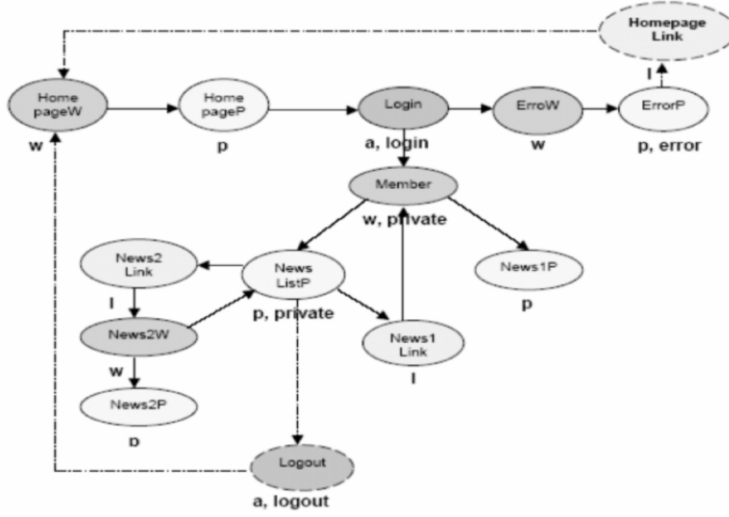 Homepage
Link
l
Home
pageW
w
Home
pageP
p
Login
a, login
ErroW
w
ErrorP
p, error
Member
w, private
News2
Link
l
News
ListP
p, private
News1P
p
News2W
w
News1
Link
l
News2P
p
Logout
a, logout